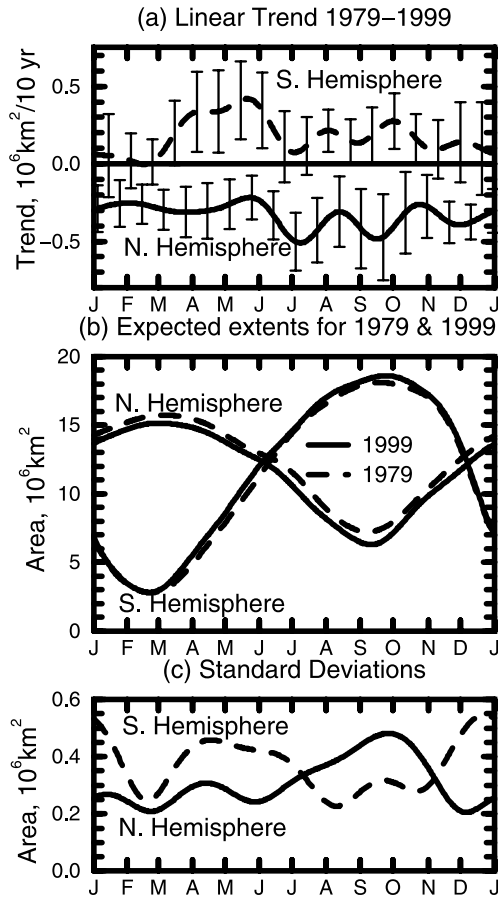 (a) Linear Trend 1979−1999
Trend, 10⁶km²/10 yr
0.5
0.0
−0.5
S. Hemisphere
N. Hemisphere
J F M A M J J A S O N D J
(b) Expected extents for 1979 & 1999
Area, 10⁶km²
20
15
10
5
0
N. Hemisphere
1999
1979
S. Hemisphere
J F M A M J J A S O N D J
(c) Standard Deviations
Area, 10⁶km²
0.6
0.4
0.2
0.0
S. Hemisphere
N. Hemisphere
J F M A M J J A S O N D J